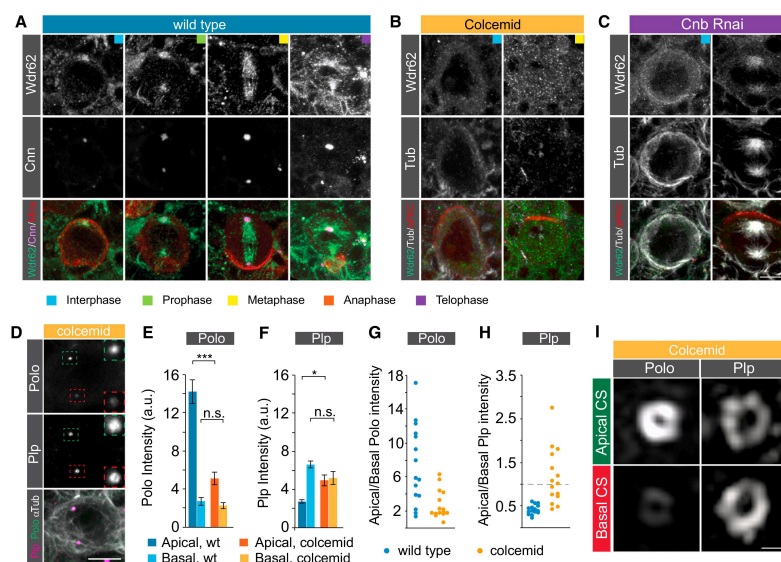 A
wild type
Wdr62
Cnn
Wdr62/Cnn/
Interphase
Prophase
Metaphase
Anaphase
Telophase
B
Colcemid
Wdr62
Tub
Wdr62/Tub/
C
Cnb Rnai
Wdr62
Tub
Wdr62/Tub/
D
colcemid
Polo
Plp
Plp Polo αTub
E
Polo
Polo Intensity (a.u.)
16
12
8
4
0
***
n.s.
F
Plp
Plp Intensity (a.u.)
16
12
8
4
0
*
n.s.
Apical, wt
Apical, colcemid
Basal, wt
Basal, colcemid
G
Polo
Apical/Basal Polo intensity
18
14
10
6
2
H
Plp
Apical/Basal Plp intensity
3.5
2.5
1.5
0.5
wild type
colcemid
I
Colcemid
Polo
Plp
Apical CS
Basal CS